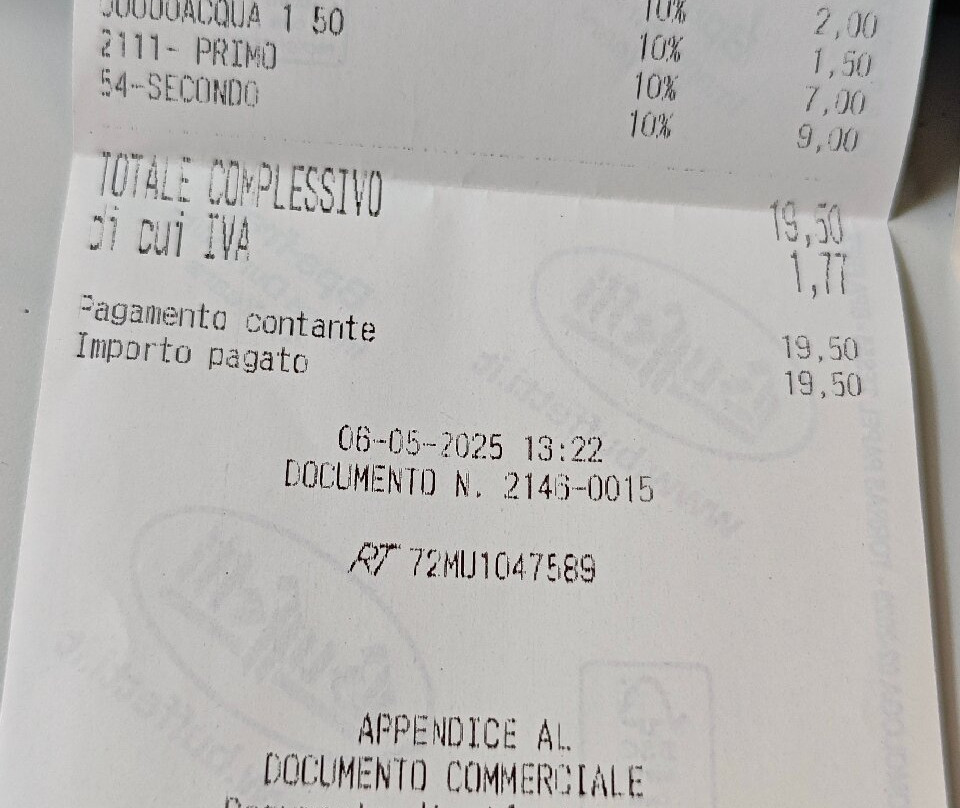 ACQUA 1 50 10% 2,00
2111- PRIMO 10% 1,50
54-SECONDO 10% 7,00
10% 9,00
TOTALE COMPLESSIVO 19,50
di cui IVA 1,77
Pagamento contante 19,50
Importo pagato 19,50
06-05-2025 13:22
DOCUMENTO N. 2146-0015
RT 72MU1047589
APPENDICE AL
DOCUMENTO COMMERCIALE